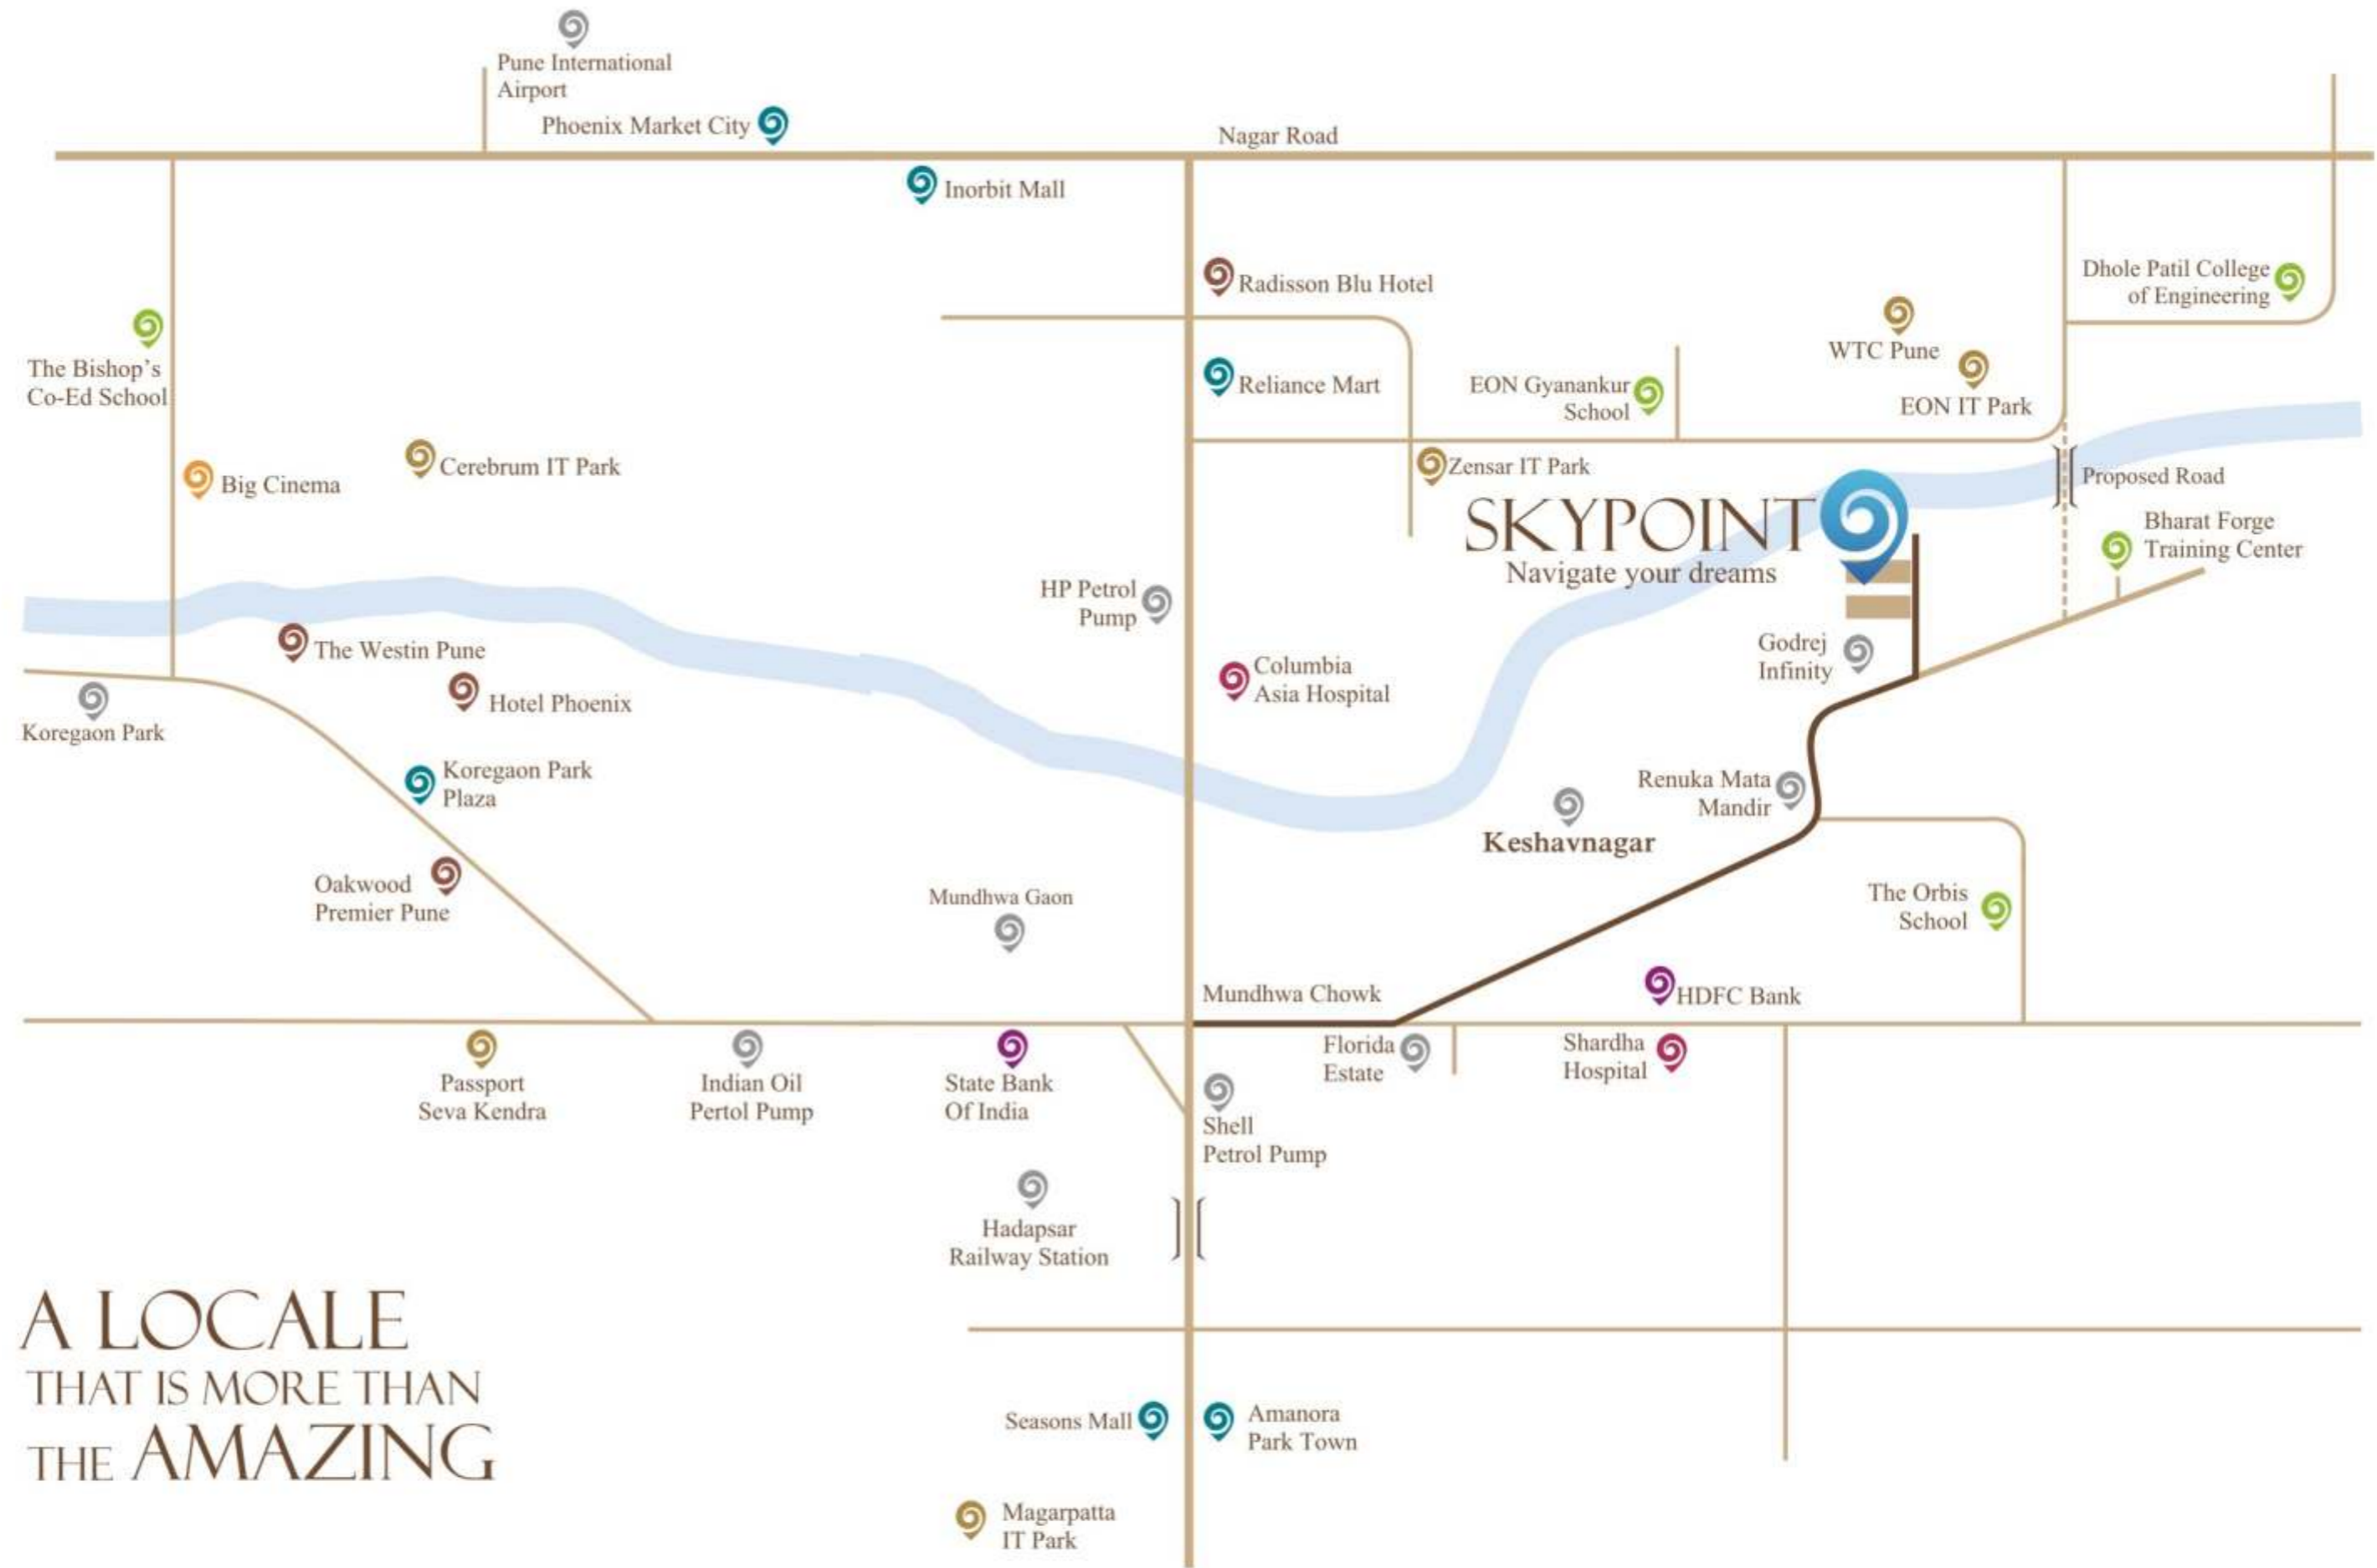 Pune International
Airport
Phoenix Market City
Nagar Road
Inorbit Mall
Radisson Blu Hotel
Dhole Patil College
of Engineering
WTC Pune
The Bishop's
Co-Ed School
Reliance Mart
EON Gyanankur
School
EON IT Park
Big Cinema
Cerebrum IT Park
Zensar IT Park
Proposed Road
SKYPOINT
Navigate your dreams
Bharat Forge
Training Center
HP Petrol
Pump
The Westin Pune
Godrej
Infinity
Columbia
Asia Hospital
Hotel Phoenix
Koregaon Park
Koregaon Park
Plaza
Renuka Mata
Mandir
Keshavnagar
Oakwood
Premier Pune
Mundhwa Gaon
The Orbis
School
Mundhwa Chowk
HDFC Bank
Florida
Estate
Shardha
Hospital
Passport
Seva Kendra
Indian Oil
Pertol Pump
State Bank
Of India
Shell
Petrol Pump
Hadapsar
Railway Station
A LOCALE
THAT IS MORE THAN
THE AMAZING
Seasons Mall
Amanora
Park Town
Magarpatta
IT Park